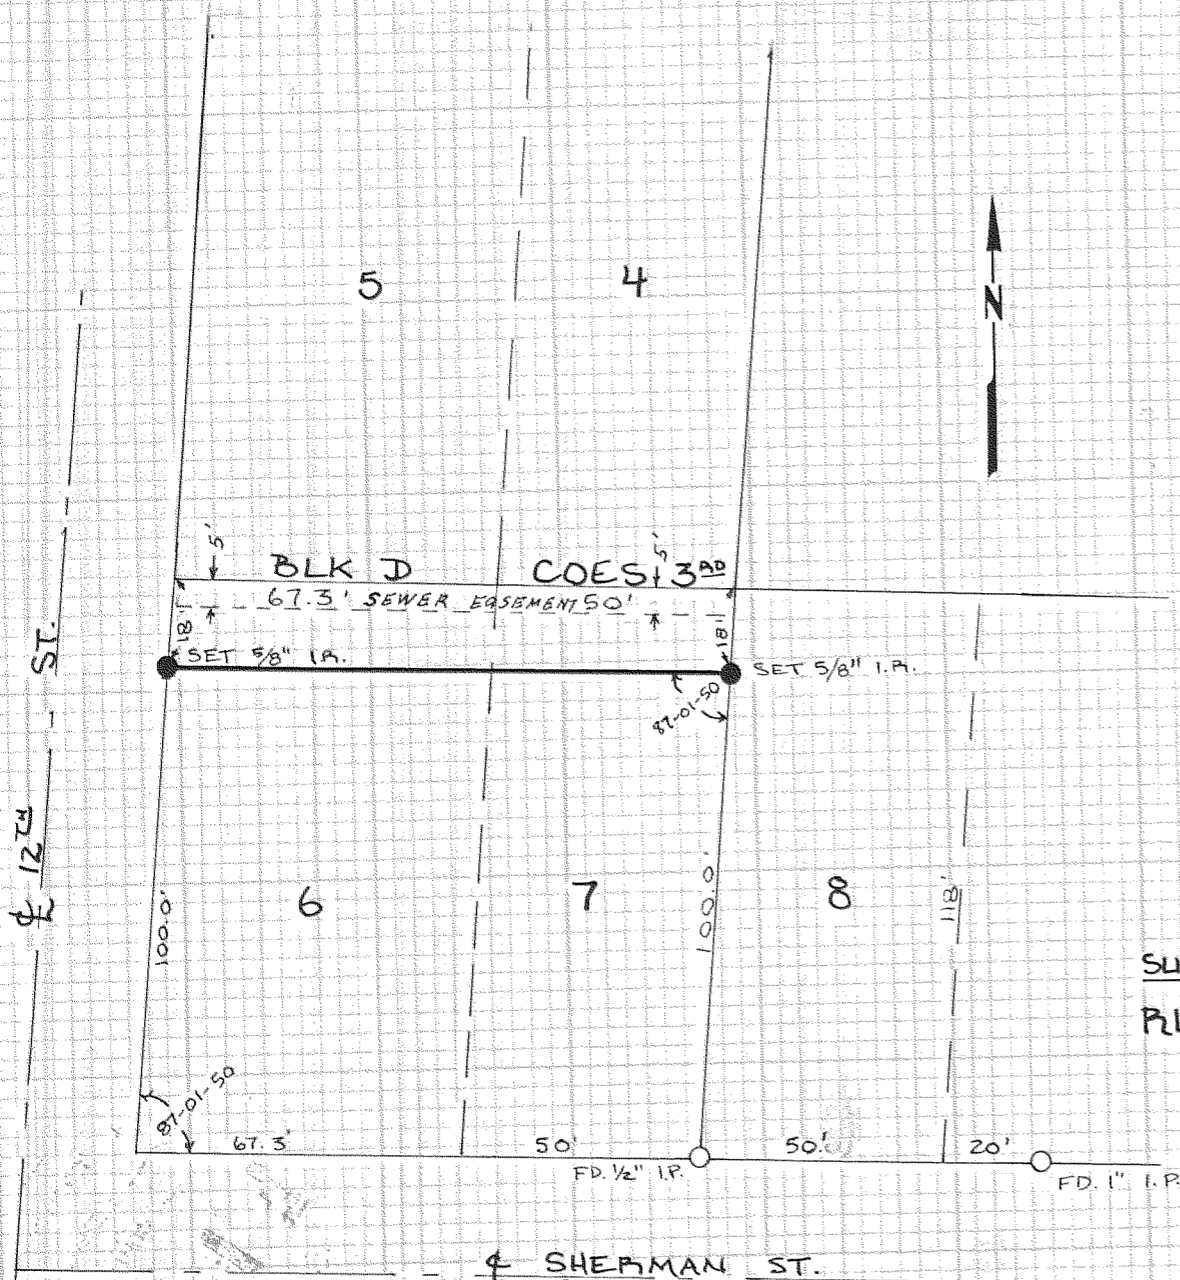 5
4
N
5'
5'
BLK D COES 3RD
67.3' SEWER EASEMENT 50'
18'
18'
SET 5/8" I.R.
SET 5/8" I.R.
87-01-50
ST.
℄ 12TH
100.0'
6
7
100.0'
8
118'
87-01-50
67.3'
50'
50'
20'
FD. 1/2" I.P.
FD. 1" I.P.
℄ SHERMAN ST.